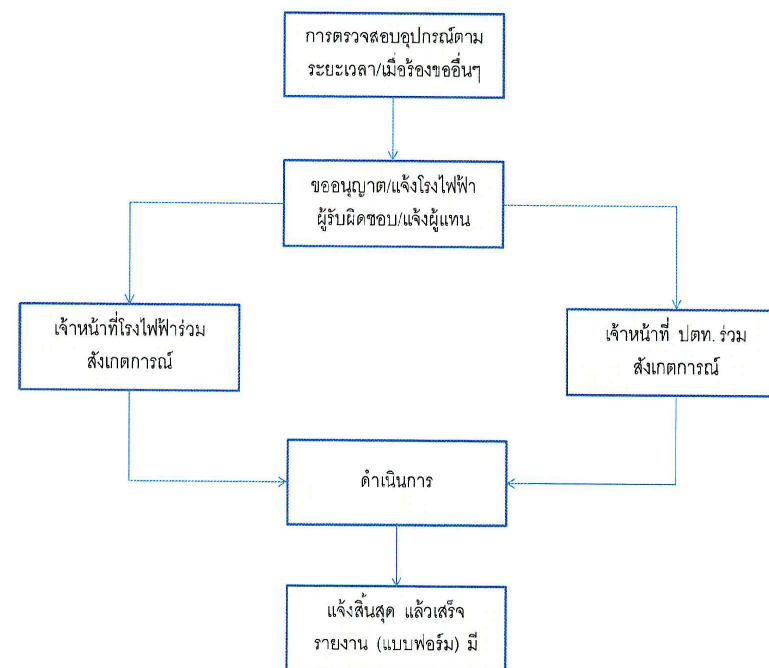 การตรวจสอบอุปกรณ์ตาม
ระยะเวลา/เมื่อร้องขออื่นๆ
ขออนุญาต/แจ้งโรงไฟฟ้า
ผู้รับผิดชอบ/แจ้งผู้แทน
เจ้าหน้าที่โรงไฟฟ้าร่วม
สังเกตการณ์
เจ้าหน้าที่ ปตท. ร่วม
สังเกตการณ์
ดำเนินการ
แจ้งสิ้นสุด แล้วเสร็จ
รายงาน (แบบฟอร์ม) มี